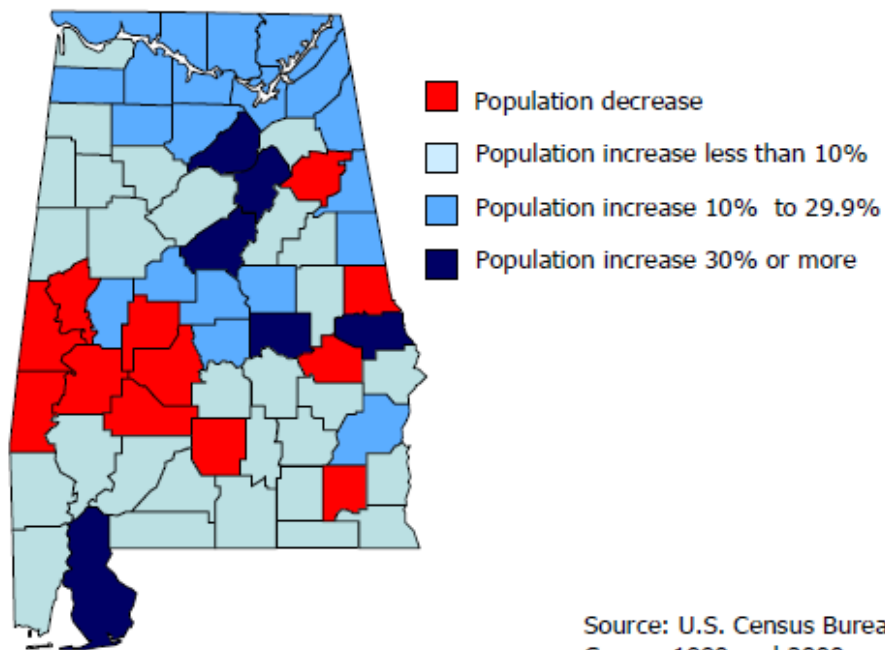 Population decrease
Population increase less than 10%
Population increase 10% to 29.9%
Population increase 30% or more
Source: U.S. Census Burea